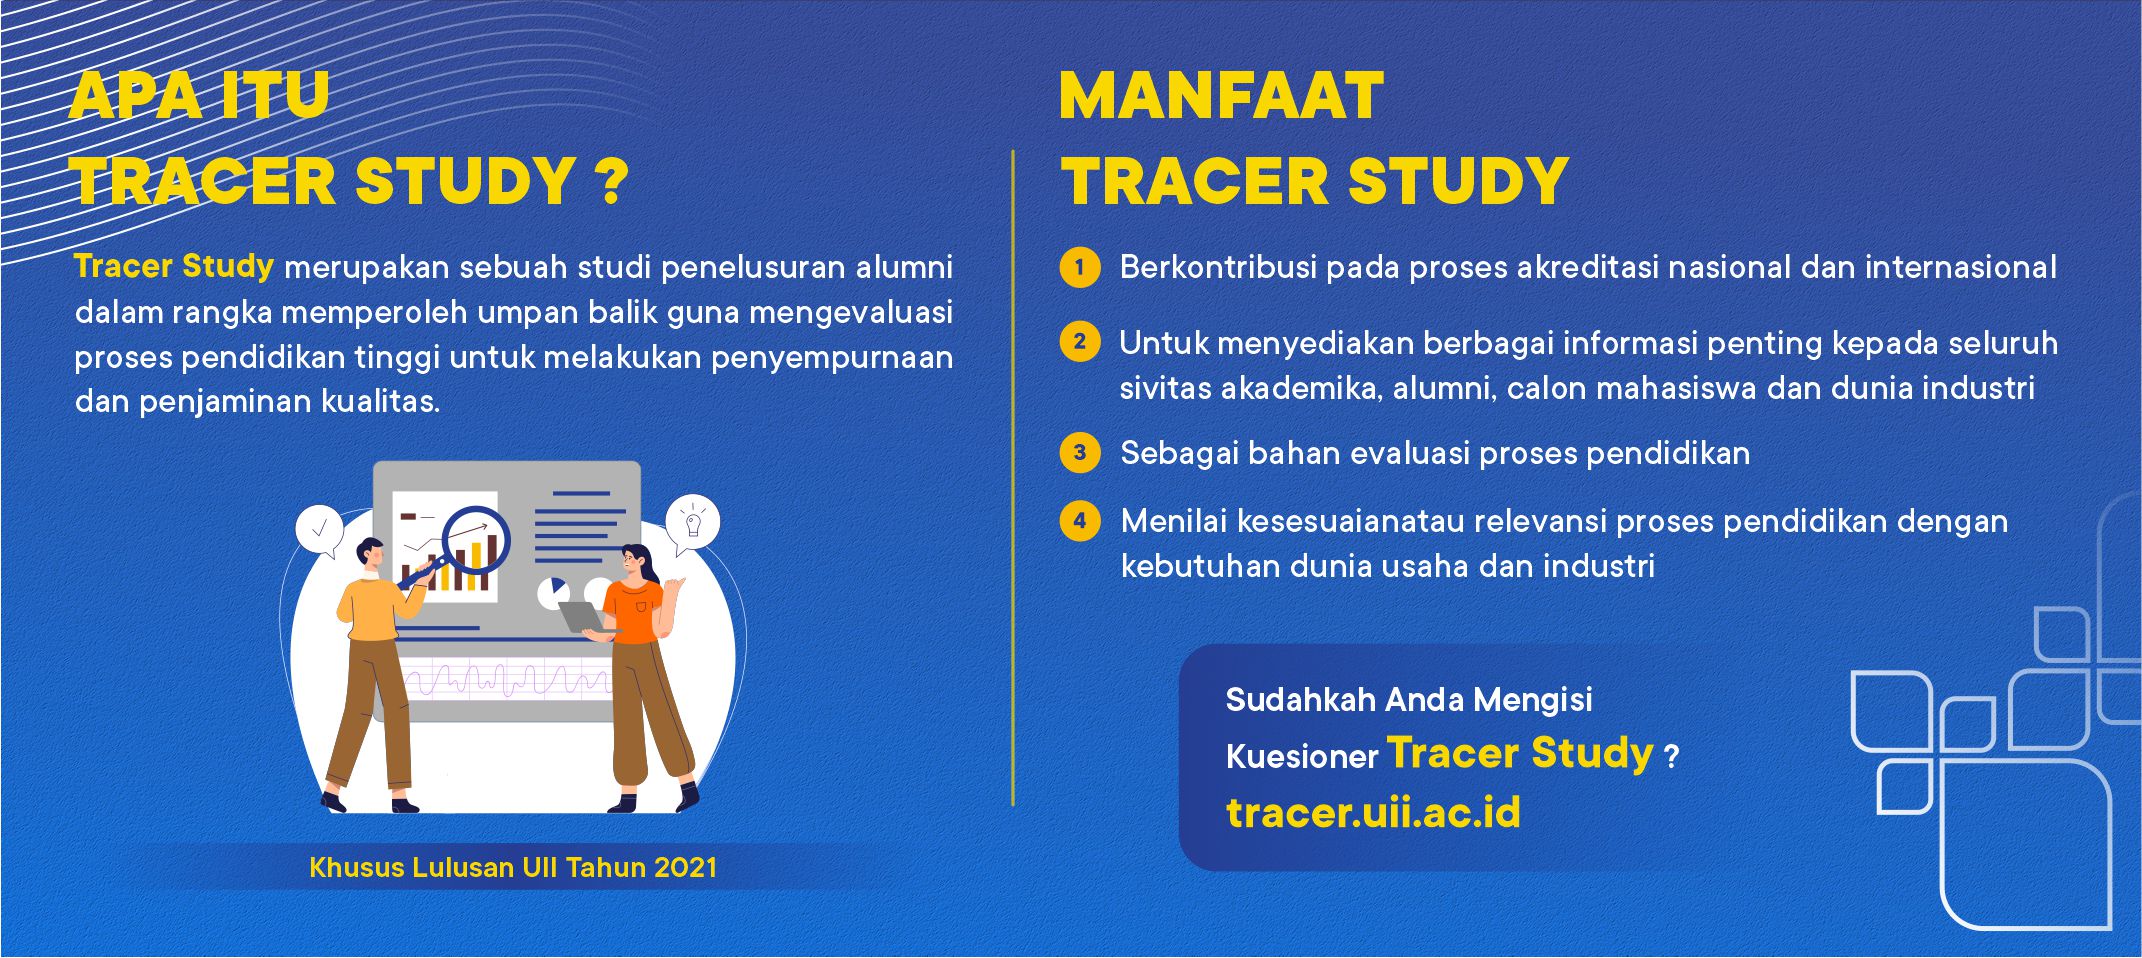 APA ITU
TRACER STUDY ?
Tracer Study merupakan sebuah studi penelusuran alumni
dalam rangka memperoleh umpan balik guna mengevaluasi
proses pendidikan tinggi untuk melakukan penyempurnaan
dan penjaminan kualitas.
Khusus Lulusan UII Tahun 2021
MANFAAT
TRACER STUDY
1 Berkontribusi pada proses akreditasi nasional dan internasional
2 Untuk menyediakan berbagai informasi penting kepada seluruh
sivitas akademika, alumni, calon mahasiswa dan dunia industri
3 Sebagai bahan evaluasi proses pendidikan
4 Menilai kesesuaianatau relevansi proses pendidikan dengan
kebutuhan dunia usaha dan industri
Sudahkah Anda Mengisi
Kuesioner Tracer Study ?
tracer.uii.ac.id